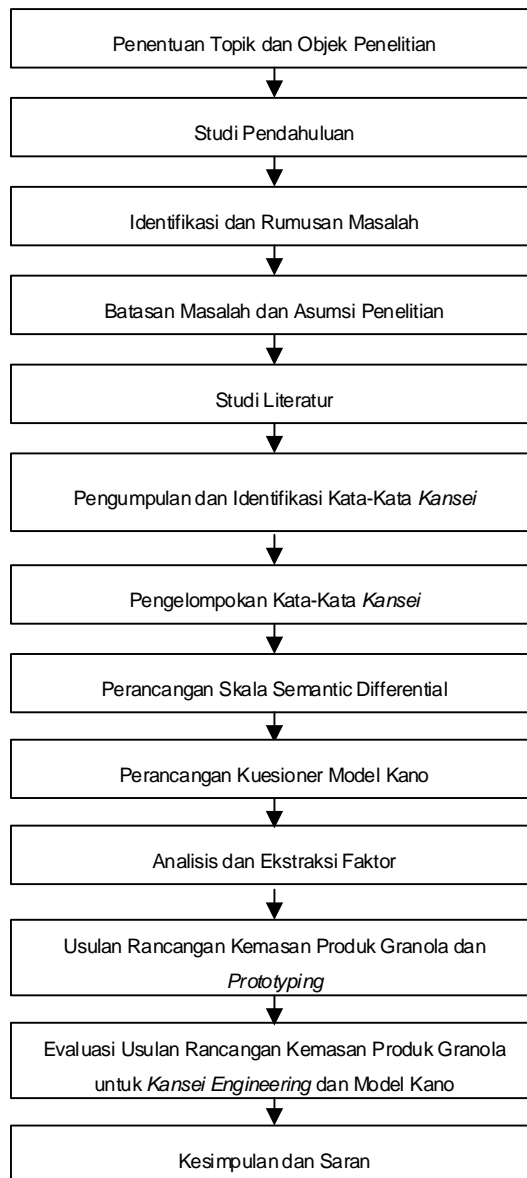 Penentuan Topik dan Objek Penelitian
Studi Pendahuluan
Identifikasi dan Rumusan Masalah
Batasan Masalah dan Asumsi Penelitian
Studi Literatur
Pengumpulan dan Identifikasi Kata-Kata Kansei
Pengelompokan Kata-Kata Kansei
Perancangan Skala Semantic Differential
Perancangan Kuesioner Model Kano
Analisis dan Ekstraksi Faktor
Usulan Rancangan Kemasan Produk Granola dan
Prototyping
Evaluasi Usulan Rancangan Kemasan Produk Granola
untuk Kansei Engineering dan Model Kano
Kesimpulan dan Saran